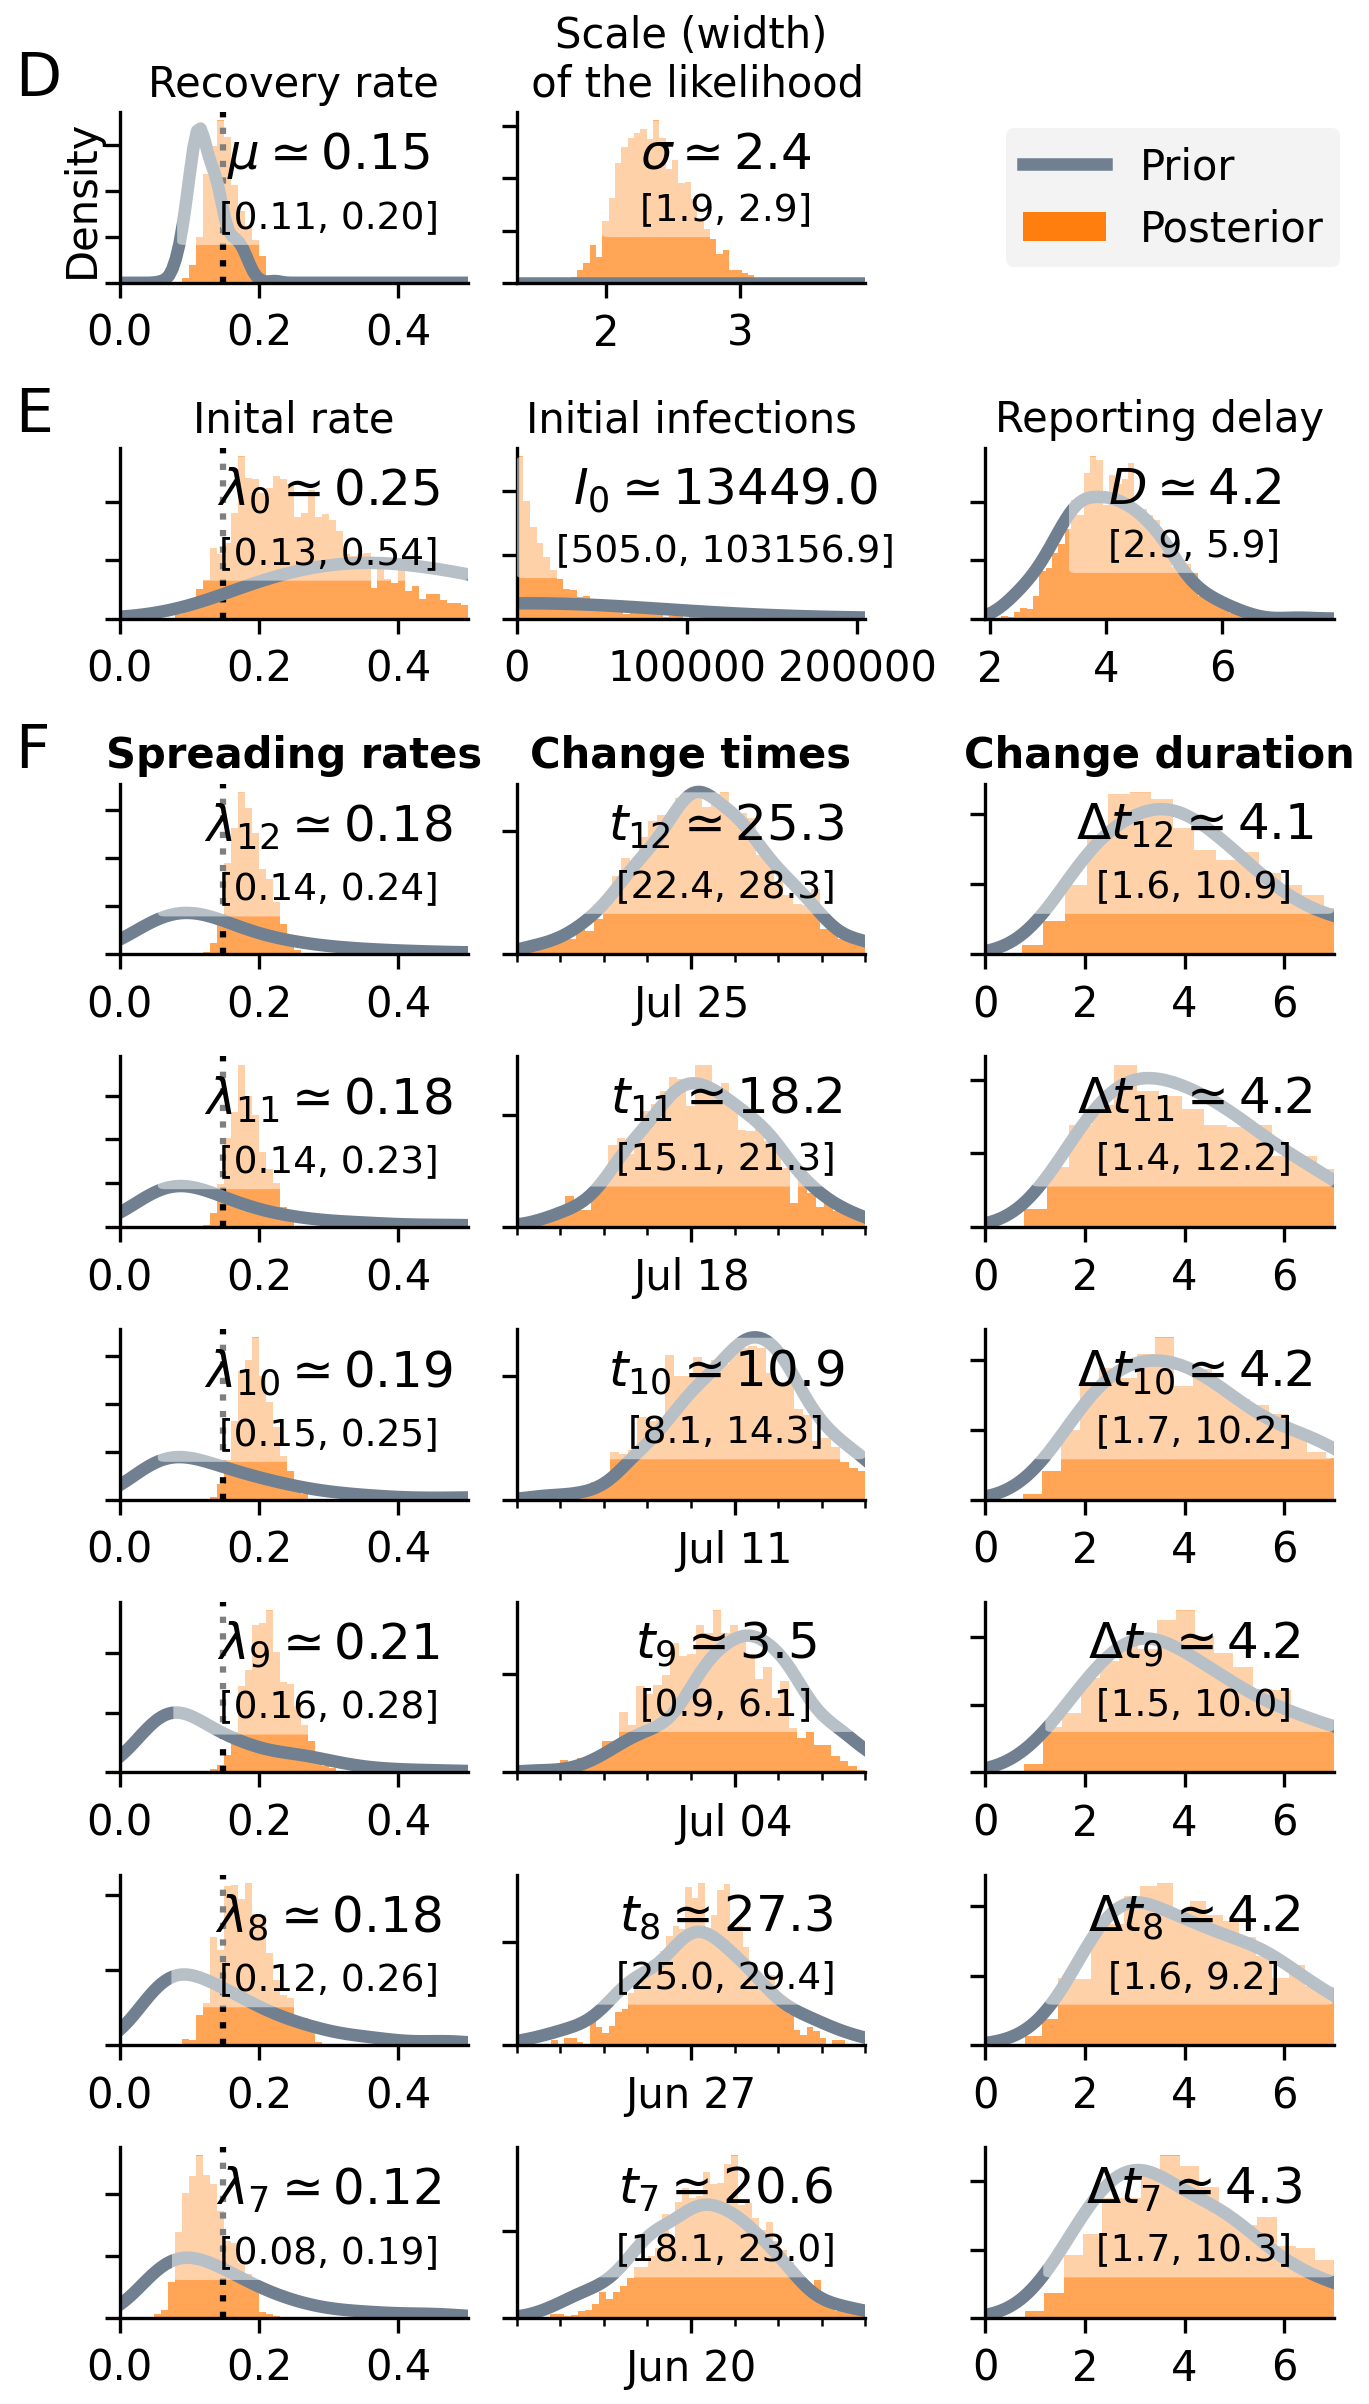 D
Recovery rate
Scale (width)
of the likelihood
Density
μ ≃ 0.15
[0.11, 0.20]
0.0 0.2 0.4
σ ≃ 2.4
[1.9, 2.9]
2 3
Prior
Posterior
E
Inital rate
λ0 ≃ 0.25
[0.13, 0.54]
0.0 0.2 0.4
Initial infections
I0 ≃ 13449.0
[505.0, 103156.9]
0 100000 200000
Reporting delay
D ≃ 4.2
[2.9, 5.9]
2 4 6
F
Spreading rates
Change times
Change duration
λ12 ≃ 0.18
[0.14, 0.24]
0.0 0.2 0.4
t12 ≃ 25.3
[22.4, 28.3]
Jul 25
Δt12 ≃ 4.1
[1.6, 10.9]
0 2 4 6
λ11 ≃ 0.18
[0.14, 0.23]
0.0 0.2 0.4
t11 ≃ 18.2
[15.1, 21.3]
Jul 18
Δt11 ≃ 4.2
[1.4, 12.2]
0 2 4 6
λ10 ≃ 0.19
[0.15, 0.25]
0.0 0.2 0.4
t10 ≃ 10.9
[8.1, 14.3]
Jul 11
Δt10 ≃ 4.2
[1.7, 10.2]
0 2 4 6
λ9 ≃ 0.21
[0.16, 0.28]
0.0 0.2 0.4
t9 ≃ 3.5
[0.9, 6.1]
Jul 04
Δt9 ≃ 4.2
[1.5, 10.0]
0 2 4 6
λ8 ≃ 0.18
[0.12, 0.26]
0.0 0.2 0.4
t8 ≃ 27.3
[25.0, 29.4]
Jun 27
Δt8 ≃ 4.2
[1.6, 9.2]
0 2 4 6
λ7 ≃ 0.12
[0.08, 0.19]
0.0 0.2 0.4
t7 ≃ 20.6
[18.1, 23.0]
Jun 20
Δt7 ≃ 4.3
[1.7, 10.3]
0 2 4 6